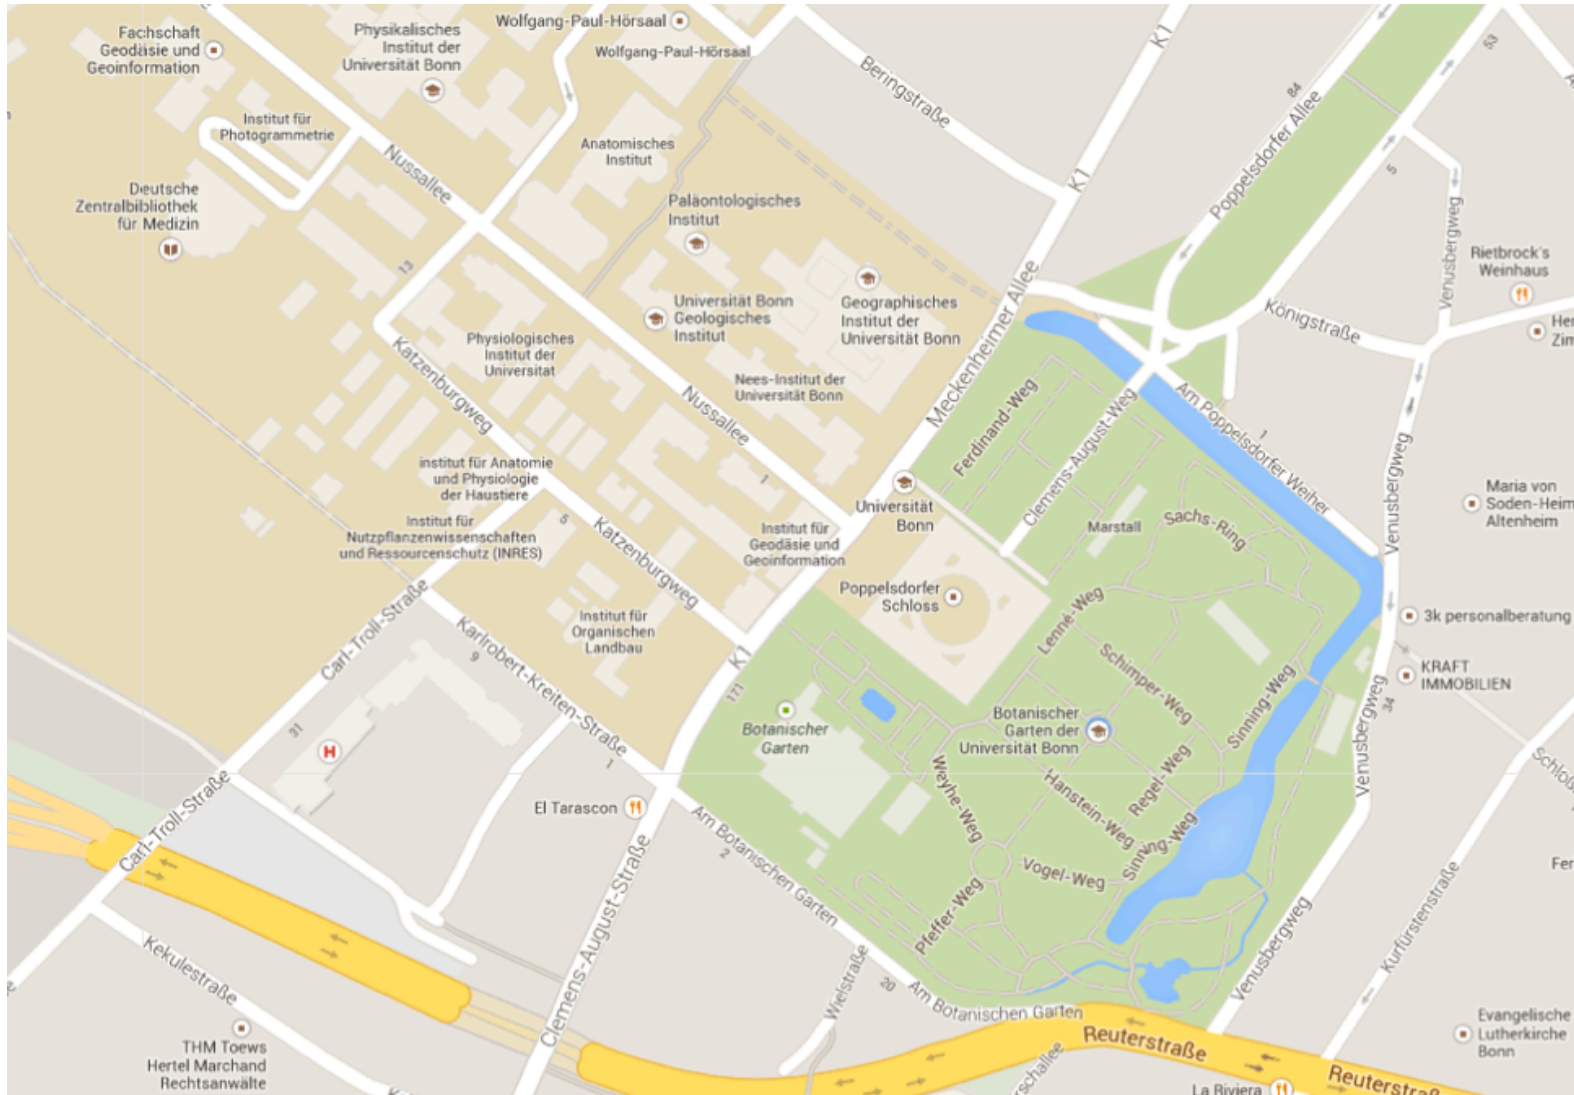 Wolfgang-Paul-Hörsaal
Wolfgang-Paul-Hörsaal
Fachschaft
Geodäsie und
Geoinformation
Physikalisches
Institut der
Universität Bonn
K1
53
Beringstraße
84
Poppelsdorfer Allee
Institut für
Photogrammetrie
Anatomisches
Institut
Nussallee
K1
5
Deutsche
Zentralbibliothek
für Medizin
Paläontologisches
Institut
Venusbergweg
Rietbrock's
Weinhaus
13
Universität Bonn
Geologisches
Institut
Geographisches
Institut der
Universität Bonn
Meckenheimer Allee
Königstraße
Physiologisches
Institut der
Universitat
Katzenburgweg
Nees-Institut der
Universität Bonn
Nussallee
Ferdinand-Weg
Clemens-August-Weg
Am Poppelsdorfer Weiher
1
Venusbergweg
institut für Anatomie
und Physiologie
der Haustiere
1
Universität
Bonn
Maria von
Soden-Heim
Altenheim
Institut für
Nutzpflanzenwissenschaften
und Ressourcenschutz (INRES)
5
Katzenburgweg
Institut für
Geodäsie und
Geoinformation
Marstall
Sachs-Ring
Poppelsdorfer
Schloss
Institut für
Organischen
Landbau
Lenné-Weg
3k personalberatung
Carl-Troll-Straße
Karlrobert-Kreiten-Straße
9
K1
171
Schimper-Weg
Sinning-Weg
KRAFT
IMMOBILIEN
34
Venusbergweg
31
H
Botanischer
Garten
Botanischer
Garten der
Universität Bonn
1
Weyhe-Weg
Hanstein-Weg
Regel-Weg
Sinning-Weg
Carl-Troll-Straße
El Tarascon
Am Botanischen Garten
2
Vogel-Weg
Pfeffer-Weg
Clemens-August-Straße
Kurfürstenstraße
Kekulestraße
Wielstraße
20
Am Botanischen Garten
Venusbergweg
Reuterstraße
THM Toews
Hertel Marchand
Rechtsanwälte
Evangelische
Lutherkirche
Bonn
La Riviera